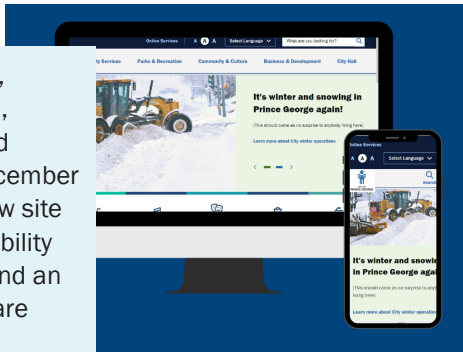 ,
,
d
cember
w site
bility
nd an
are
Online Services A A A Select Language What are you looking for?
ty Services Parks & Recreation Community & Culture Business & Development City Hall
It's winter and snowing in
Prince George again!
(This should come as no surprise to anybody living here).
Learn more about City winter operations
nline Services
A A A Select Language
PRINCE GEORGE
Search
It's winter and snowin
in Prince George agai
(This should come as no surprise to any
living here).
Learn more about City winter operation